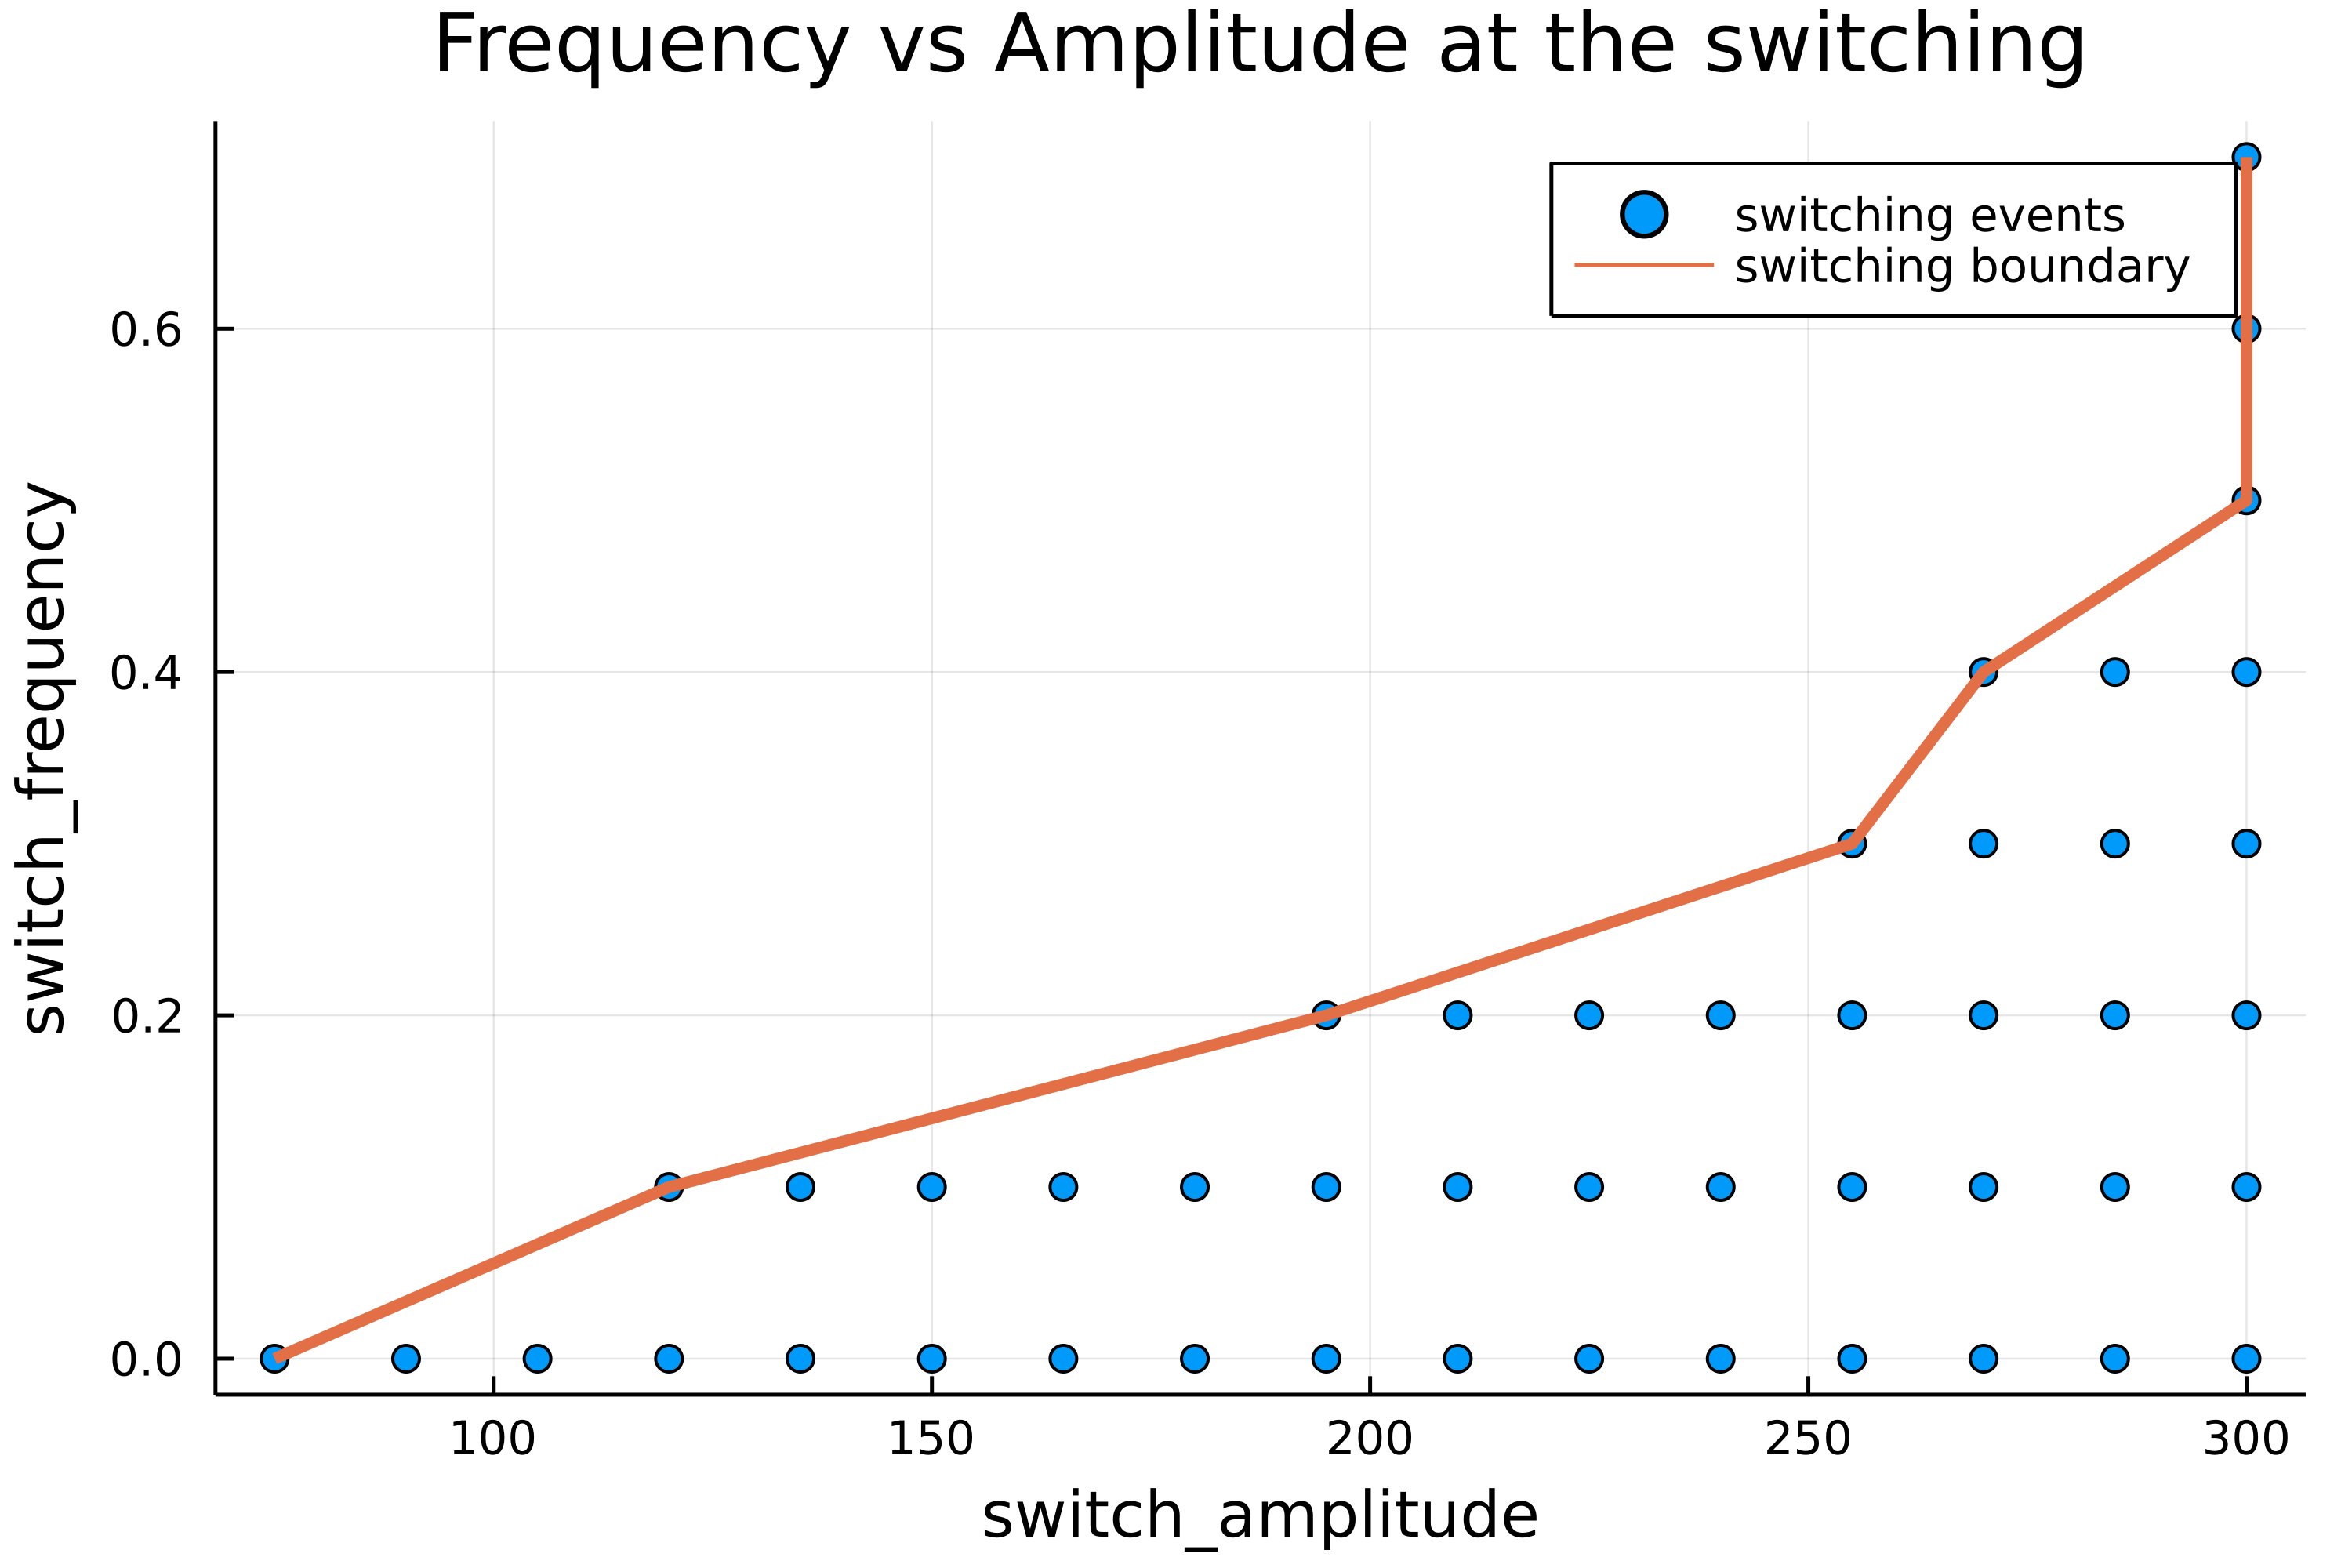 Frequency vs Amplitude at the switching
switching events
switching boundary
switch_frequency
0.6
0.4
0.2
0.0
100 150 200 250 300
switch_amplitude